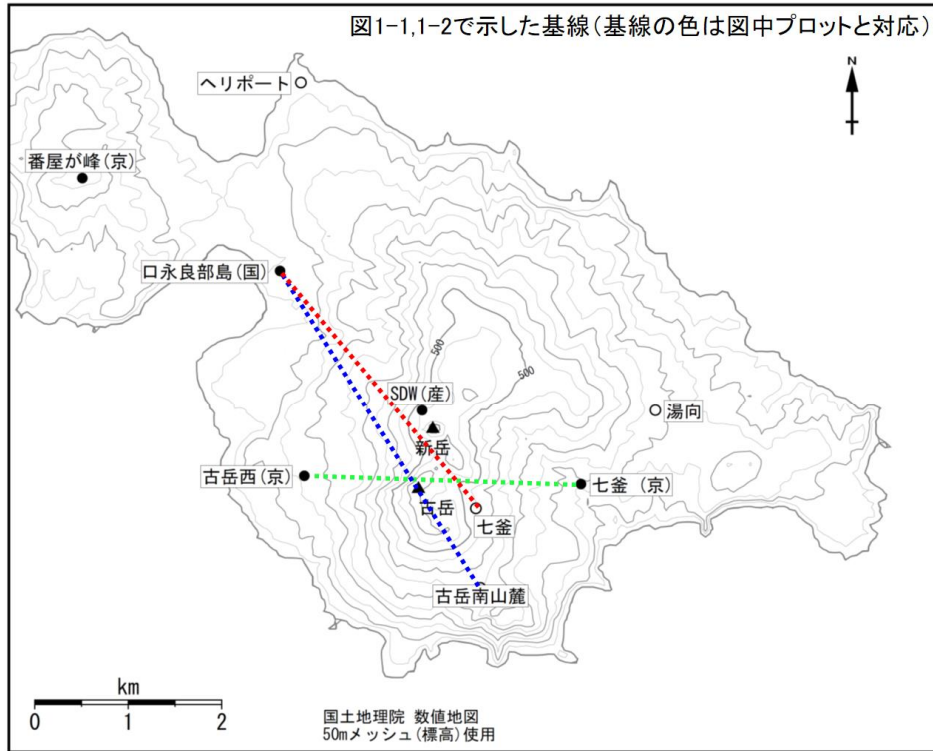 図1-1,1-2で示した基線(基線の色は図中プロットと対応)
N
ヘリポート
番屋が峰(京)
口永良部島(国)
500
500
SDW(産)
湯向
新岳
古岳西(京)
七釜 (京)
古岳
七釜
古岳南山麓
km
0 1 2
国土地理院 数値地図
50mメッシュ(標高)使用